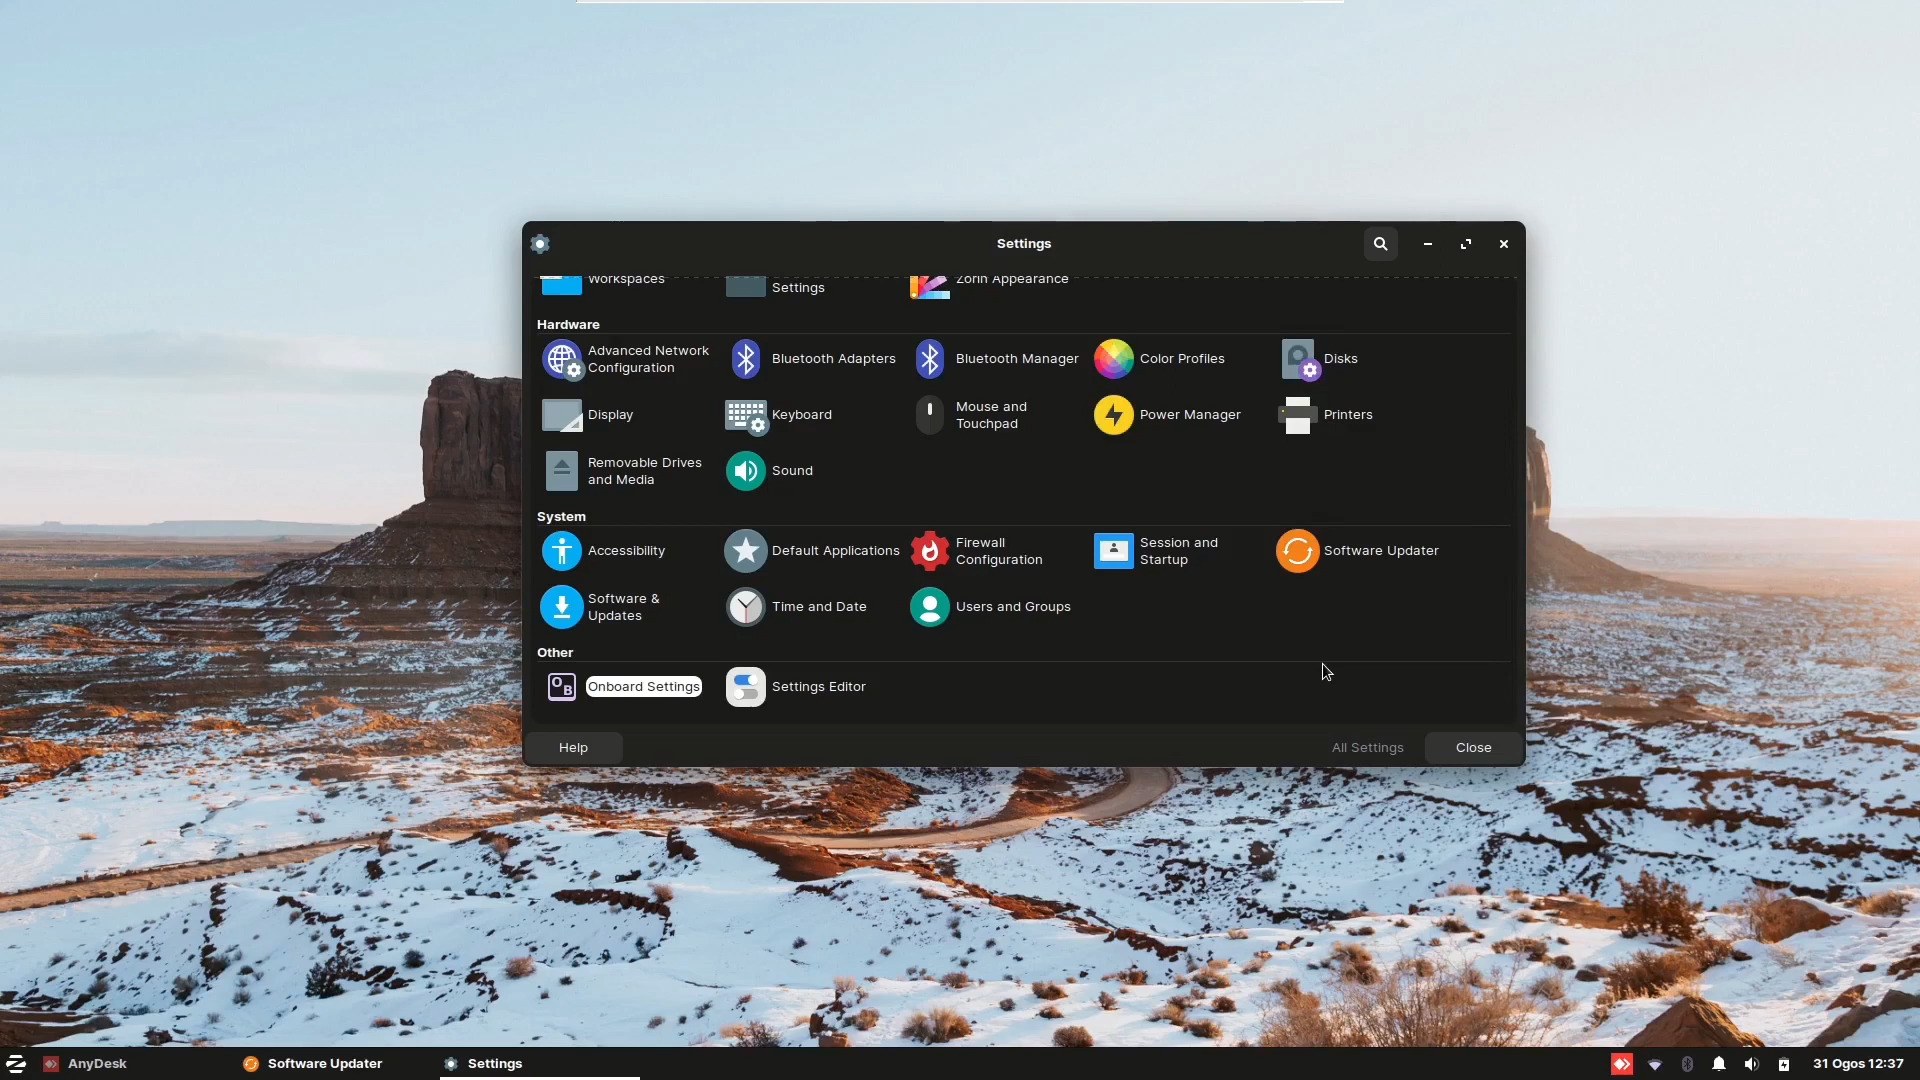 Settings
Workspaces
Settings
Zorin Appearance
Hardware
Advanced Network
Configuration
Bluetooth Adapters
Bluetooth Manager
Color Profiles
Disks
Display
Keyboard
Mouse and
Touchpad
Power Manager
Printers
Removable Drives
and Media
Sound
System
Accessibility
Default Applications
Firewall
Configuration
Session and
Startup
Software Updater
Software &
Updates
Time and Date
Users and Groups
Other
OB
Onboard Settings
Settings Editor
Help
All Settings
Close
AnyDesk
Software Updater
Settings
31 Ogos 12:37